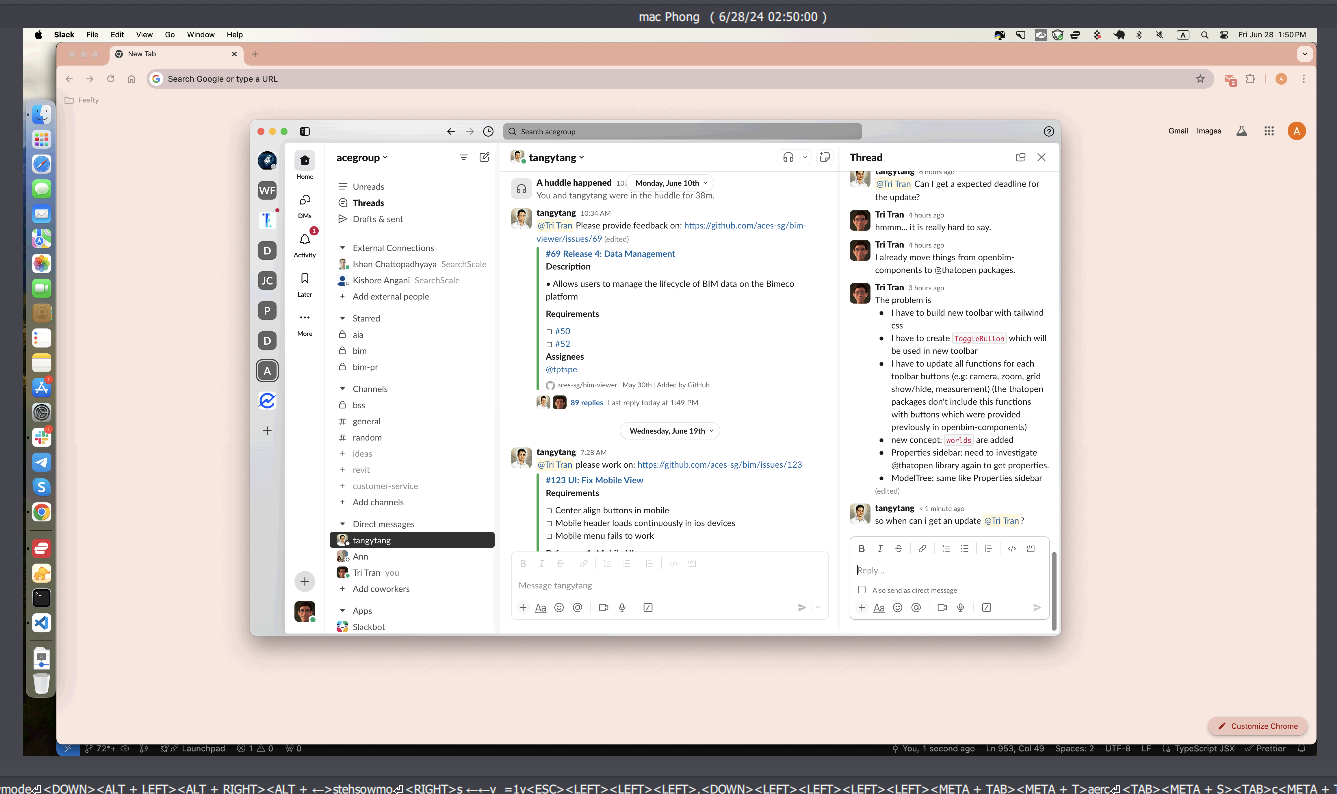 mac Phong ( 6/28/24 02:50:00 )
Slack File Edit View Go Window Help
A Fri Jun 28 1:50PM
New Tab
Search Google or type a URL
A
Feefty
Gmail Images A
Search acegroup
WF
D
JC
P
D
A
Home
DMs
1
Activity
Later
More
acegroup
Unreads
Threads
Drafts & sent
External Connections
Ishan Chattopadhyaya SearchScale
Kishore Angani SearchScale
Add external people
Starred
aia
bim
bim-pr
Channels
bss
general
random
ideas
revit
customer-service
Add channels
Direct messages
tangytang
Ann
Tri Tran you
Add coworkers
Apps
Slackbot
tangytang
A huddle happened 10:
Monday, June 10th
You and tangytang were in the huddle for 38m.
tangytang 10:34 AM
@Tri Tran Please provide feedback on: https://github.com/aces-sg/bim-
viewer/issues/69 (edited)
#69 Release 4: Data Management
Description
• Allows users to manage the lifecycle of BIM data on the Bimeco
platform
Requirements
#50
#52
Assignees
@tptspe
aces-sg/bim-viewer | May 30th | Added by GitHub
89 replies Last reply today at 1:49 PM
Wednesday, June 19th
tangytang 7:28 AM
@Tri Tran please work on: https://github.com/aces-sg/bim/issues/123
#123 UI: Fix Mobile View
Requirements
Center align buttons in mobile
Mobile header loads continuously in ios devices
Mobile menu fails to work
Message tangytang
Thread
tangytang 6 hours ago
@Tri Tran Can I get a expected deadline for
the update?
Tri Tran 4 hours ago
hmmm... it is really hard to say.
Tri Tran 4 hours ago
I already move things from openbim-
components to @thatopen packages.
Tri Tran 3 hours ago
The problem is
• I have to build new toolbar with tailwind
css
• I have to create ToggleButton which will
be used in new toolbar
• I have to update all functions for each
toolbar buttons (e.g: camera, zoom, grid
show/hide, measurement) (the thatopen
packages don't include this functions
with buttons which were provided
previously in openbim-components)
• new concept: worlds are added
• Properties sidebar: need to investigate
@thatopen library again to get properties.
• ModelTree: same like Properties sidebar
(edited)
tangytang < 1 minute ago
so when can i get an update @Tri Tran?
Reply...
Also send as direct message
Customize Chrome
72*+ Launchpad 1 0 0 You, 1 second ago Ln 953, Col 49 Spaces: 2 UTF-8 LF TypeScript JSX Prettier
mode⏎<DOWN><ALT + LEFT><ALT + RIGHT><ALT + ←>stehsowmo⏎<RIGHT>s ←←v =1v<ESC><LEFT><LEFT><LEFT>.<DOWN><LEFT><LEFT><LEFT><LEFT><META + TAB><META + T>aerc⏎<TAB><META + S><TAB>c<META +